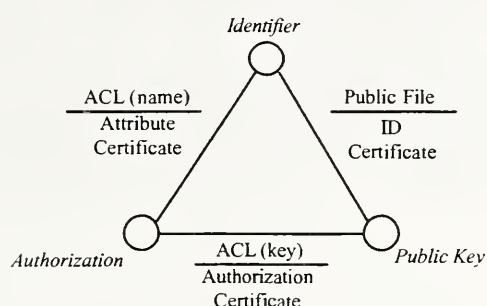 Identifier
ACL (name)
Attribute
Certificate
Public File
ID
Certificate
Authorization
ACL (key)
Authorization
Certificate
Public Key